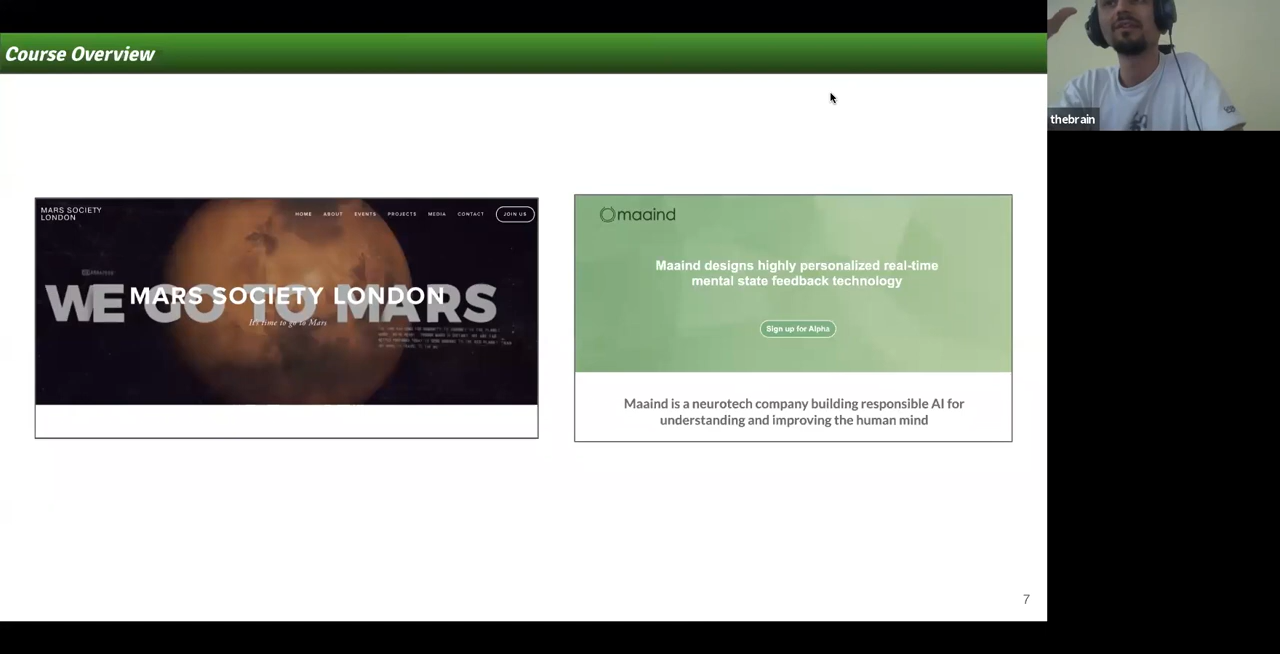 Course Overview
thebrain
MARS SOCIETY
LONDON
HOME ABOUT EVENTS PROJECTS MEDIA CONTACT JOIN US
WE GO TO MARS
MARS SOCIETY LONDON
It's time to go to Mars
maaind
Maaind designs highly personalized real-time
mental state feedback technology
Sign up for Alpha
Maaind is a neurotech company building responsible AI for
understanding and improving the human mind
7